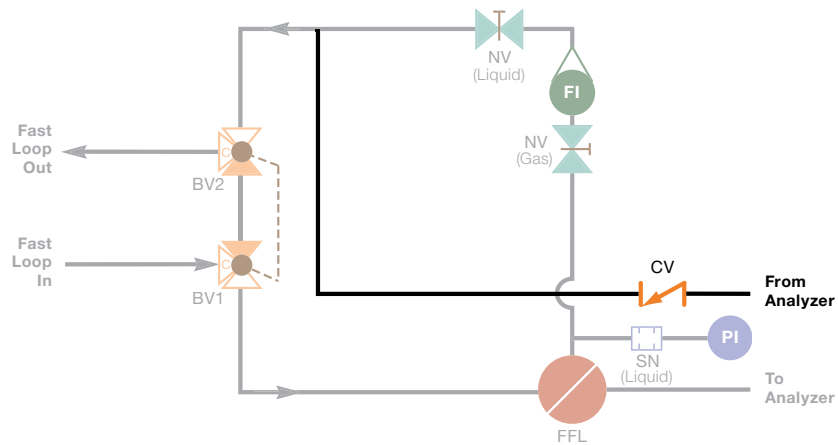 NV
(Liquid)
FI
NV
(Gas)
Fast
Loop
Out
C
BV2
Fast
Loop
In
C
BV1
CV
From
Analyzer
PI
SN
(Liquid)
To
Analyzer
FFL